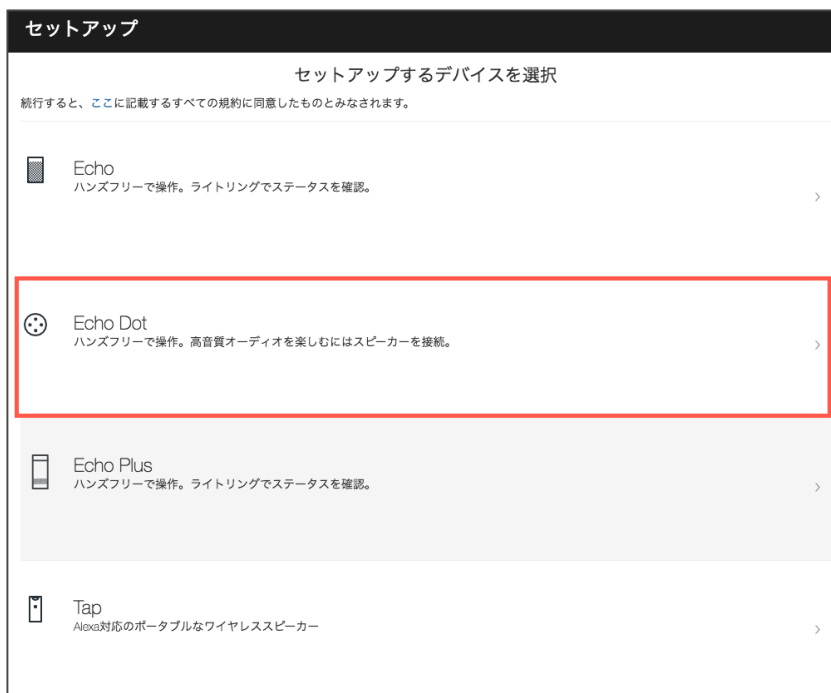 セットアップ
セットアップするデバイスを選択
続行すると、ここに記載するすべての規約に同意したものとみなされます。
Echo
ハンズフリーで操作。ライトリングでステータスを確認。
Echo Dot
ハンズフリーで操作。高音質オーディオを楽しむにはスピーカーを接続。
Echo Plus
ハンズフリーで操作。ライトリングでステータスを確認。
Tap
Alexa対応のポータブルなワイヤレススピーカー